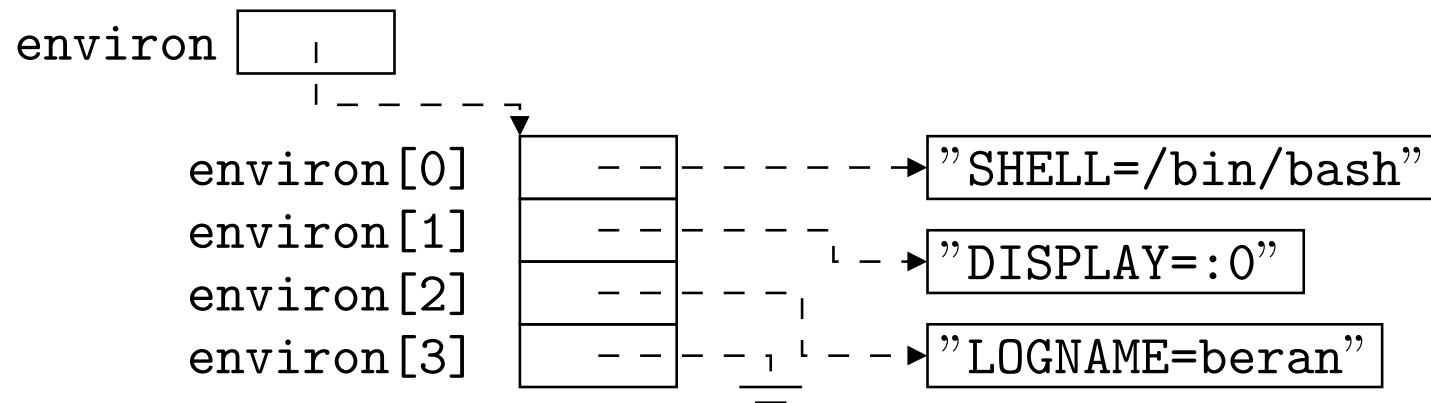 environ
environ[0] ”SHELL=/bin/bash”
environ[1]
”DISPLAY=:0”
environ[2]
environ[3] ”LOGNAME=beran”